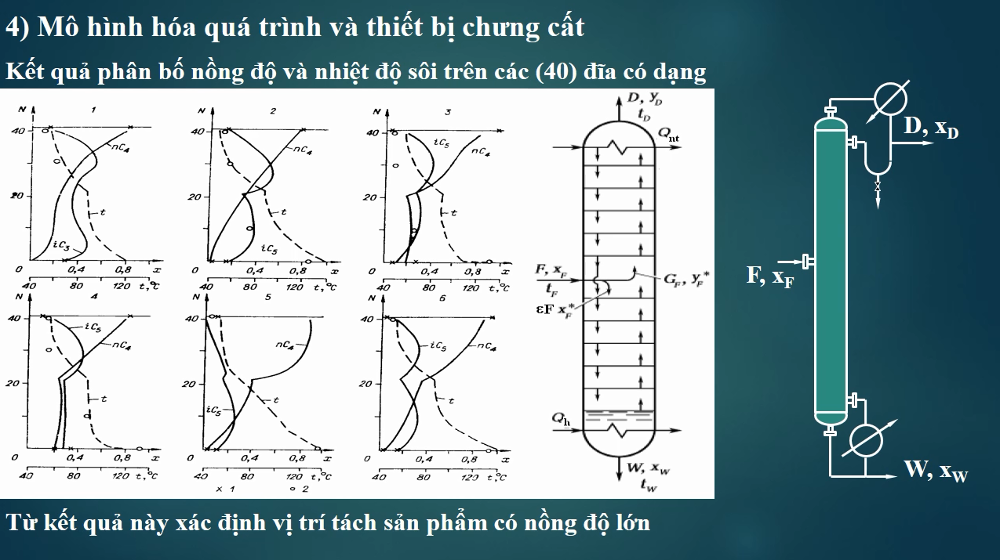 4) Mô hình hóa quá trình và thiết bị chưng cất
Kết quả phân bố nồng độ và nhiệt độ sôi trên các (40) đĩa có dạng
N 1
40
nC₄
20
t
iC₃
0 0,4 0,8 x
40 80 120 t,°C
N 2
40
nC₄
20
t
iC₅
0 0,4 0,8 x
40 80 120 t,°C
N 3
40
iC₅
nC₄
20
t
0 0,4 0,8 x
40 80 120 t,°C
N 4
40
iC₅
nC₄
20
t
0 0,4 0,8 x
40 80 120 t,°C
N 5
40
nC₄
20
iC₅
t
0 0,4 0,8 x
40 80 120 t,°C
x 1 o 2
N 6
40
iC₅
nC₄
20
t
0 0,4 0,8 x
40 80 120 t,°C
D, y_D
t_D
Q_nt
F, x_F
t_F
G_F, y_F*
εF x_F*
Q_h
W, x_W
t_W
D, x_D
F, x_F
W, x_W
Từ kết quả này xác định vị trí tách sản phẩm có nồng độ lớn